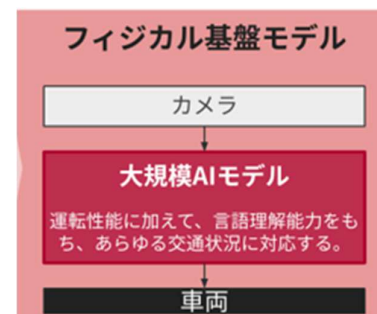 フィジカル基盤モデル
カメラ
大規模AIモデル
運転性能に加えて、言語理解能力をも
ち、あらゆる交通状況に対応する。
車両